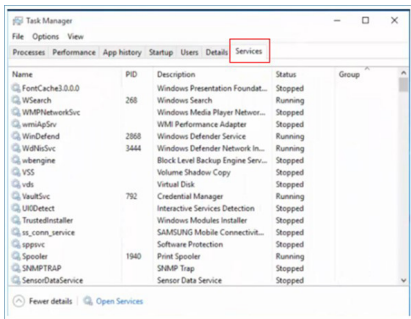 Task Manager
File Options View
Processes Performance App history Startup Users Details Services
Name PID Description Status Group
FontCache3.0.0.0 Windows Presentation Foundat... Stopped
WSearch 268 Windows Search Running
WMPNetworkSvc Windows Media Player Networ... Stopped
wmiApSrv WMI Performance Adapter Stopped
WinDefend 2868 Windows Defender Service Running
WdNisSvc 3444 Windows Defender Network In... Running
wbengine Block Level Backup Engine Serv... Stopped
VSS Volume Shadow Copy Stopped
vds Virtual Disk Stopped
VaultSvc 792 Credential Manager Running
UI0Detect Interactive Services Detection Stopped
TrustedInstaller Windows Modules Installer Stopped
ss_conn_service SAMSUNG Mobile Connectivit... Stopped
sppsvc Software Protection Stopped
Spooler 1940 Print Spooler Running
SNMPTRAP SNMP Trap Stopped
SensorDataService Sensor Data Service Stopped
Fewer details Open Services